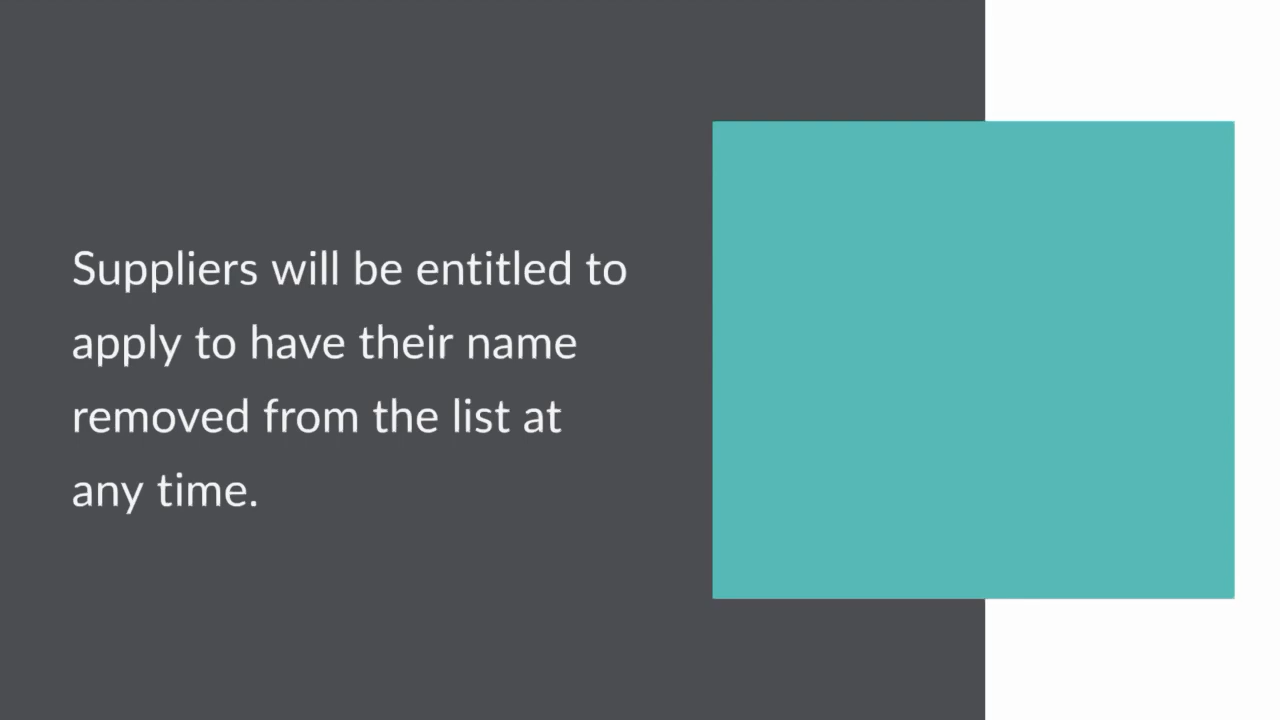 Suppliers will be entitled to
apply to have their name
removed from the list at
any time.